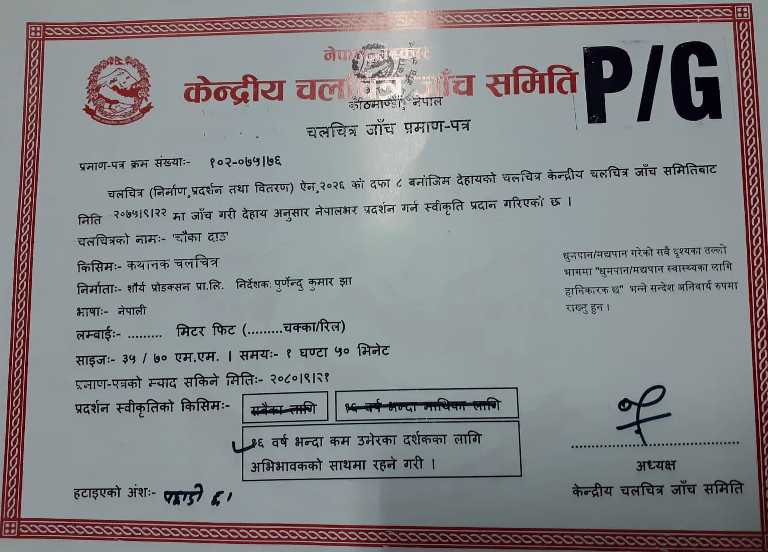 नेपाल सरकार
केन्द्रीय चलचित्र जाँच समिति
P/G
काठमाण्डौं, नेपाल
चलचित्र जाँच प्रमाण-पत्र
प्रमाण-पत्र क्रम संख्याः- १०२-०७५।७६
चलचित्र (निर्माण,प्रदर्शन तथा वितरण) ऐन,२०२६ को दफा ८ बमोजिम देहायको चलचित्र केन्द्रीय चलचित्र जाँच समितिबाट
मिति २०७५।९।२२ मा जाँच गरी देहाय अनुसार नेपालभर प्रदर्शन गर्न स्वीकृति प्रदान गरिएको छ ।
चलचित्रको नामः- 'चौका दाउ'
किसिमः- कथानक चलचित्र
निर्माताः- शौर्य प्रोडक्सन प्रा.लि. निर्देशक: पुर्णेन्दु कुमार झा
भाषाः- नेपाली
लम्बाईः- ......... मिटर फिट (.........चक्का/रिल)
साइजः- ३५ / ७० एम.एम. । समयः- १ घण्टा ५० मिनेट
प्रमाण-पत्रको म्याद सकिने मितिः- २०८०।९।२१
धुमपान/मद्यपान गरेको सबै दृश्यका तल्लो
भागमा "धुमपान/मद्यपान स्वास्थ्यका लागि
हानिकारक छ" भन्ने सन्देश अनिवार्य रुपमा
राख्नु हुन ।
प्रदर्शन स्वीकृतिको किसिमः- सबैका लागि १६ वर्ष भन्दा माथिका लागि
१६ वर्ष भन्दा कम उमेरका दर्शकका लागि
अभिभावकको साथमा रहने गरी ।
हटाइएको अंशः- छ ।
अध्यक्ष
केन्द्रीय चलचित्र जाँच समिति